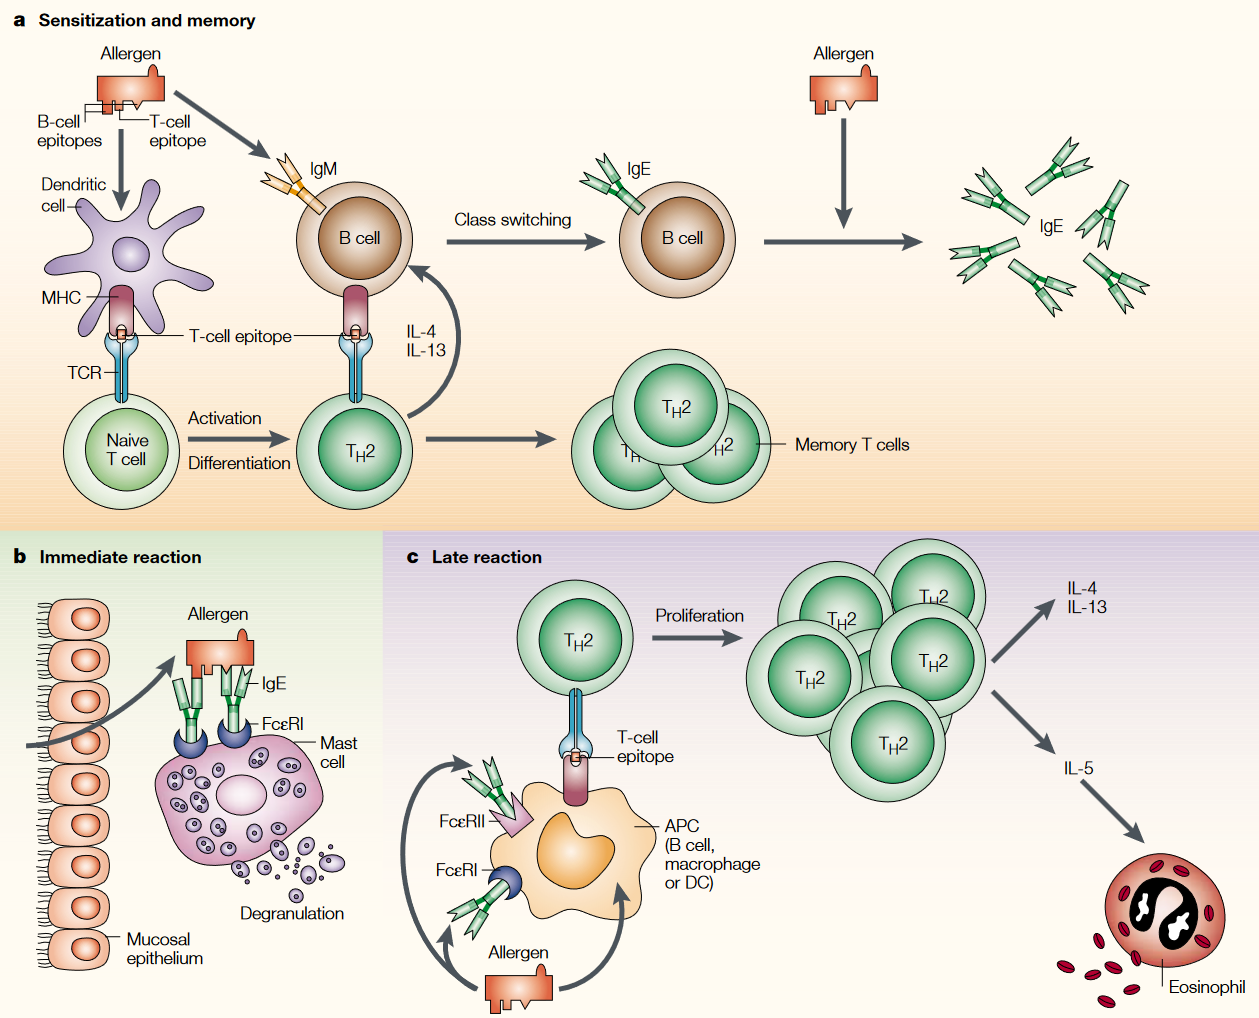 a Sensitization and memory
Allergen
B-cell
epitopes
T-cell
epitope
Dendritic
cell
MHC
TCR
Naive
T cell
Activation
Differentiation
T-cell epitope
IgM
B cell
IL-4
IL-13
TH2
Class switching
IgE
B cell
Allergen
IgE
TH2
TH
H2
Memory T cells
b Immediate reaction
Allergen
IgE
FcεRI
Mast
cell
Degranulation
Mucosal
epithelium
c Late reaction
TH2
Proliferation
T-cell
epitope
FcεRII
FcεRI
APC
(B cell,
macrophage
or DC)
Allergen
TH2
TH2
TH2
TH2
TH2
IL-4
IL-13
IL-5
Eosinophil